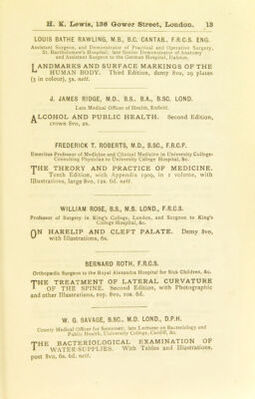 H. K. Lewis, 136 Gower Street, London. 13
LOUIS BATHE RAWLING, M.B., B.C. CANTAB., F.R.C.S. ENG.
Assistant Surgeon, and Demonstrator of Practical and Operative Surgery,
St. Bartholomew's Hospital; late Senior Demonstrator of Anatomy
and Assistant Surgeon to the German Hospital, Dalston.
LANDMARKS AND SURFACE MARKINGS OF THE
HUMAN BODY. Third Edition, demy 8vo, 29 plates
(3 in colour), 5s. nett.
J. JAMES RIDGE, M.D., B.S., B.A., B.SC. LOND.
Late Medical Officer of Health, Enfield.
ALCOHOL AND PUBLIC HEALTH. Second Edition,
crown 8vo, 2s.
FREDERICK T. ROBERTS, M.D., B.SC., F.R.C.P.
Emeritus Professor of Medicine and Clinical Medicine in University College-
Consulting Physician to University College Hospital, &c.
THE THEORY AND PRACTICE OF MEDICINE.
Tenth Edition, with Appendix 1909, in 1 volume, with
Illustrations, large 8vo, 12s. 6d. nett.
WILLIAM ROSE, B.S., M.B. LOND., F.R.C.S.
Professor of Surgery in King's College, London, and Surgeon to King's
College Hospital, &c.
ON HARELIP AND CLEFT PALATE. Demy 8vo,
with Illustrations, 6s.
BERNARD ROTH, F.R.C.S.
Orthopædic Surgeon to the Royal Alexandra Hospital for Sick Children, &c.
THE TREATMENT OF LATERAL CURVATURE
OF THE SPINE. Second Edition, with Photographic
and other Illustrations, roy. 8vo, 10s. 6d.
W. G. SAVAGE, B.SC., M.D. LOND., D.P.H.
County Medical Officer for Somerset, late Lecturer on Bacteriology and
Public Health, University College, Cardiff, &c.
THE BACTERIOLOGICAL EXAMINATION OF
WATER-SUPPLIES. With Tables and Illustrations,
post 8vo, 6s. 6d. nett.